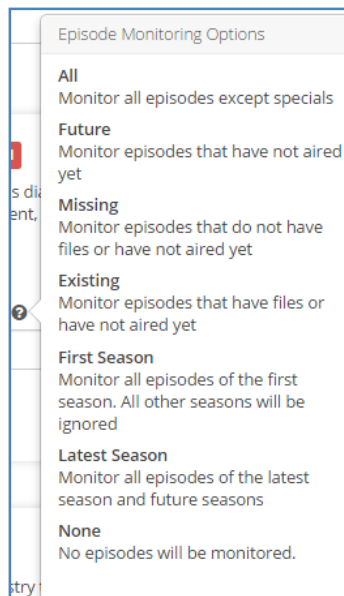 Episode Monitoring Options
All
Monitor all episodes except specials
Future
Monitor episodes that have not aired
yet
s dia
ent,
Missing
Monitor episodes that do not have
files or have not aired yet
Existing
Monitor episodes that have files or
have not aired yet
First Season
Monitor all episodes of the first
season. All other seasons will be
ignored
Latest Season
Monitor all episodes of the latest
season and future seasons
None
No episodes will be monitored.
stry